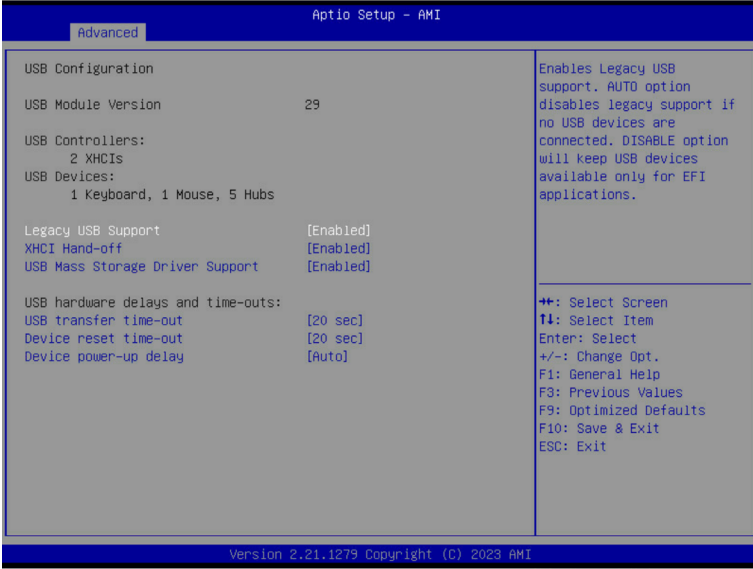 Aptio Setup - AMI
Advanced
USB Configuration
USB Module Version 29
USB Controllers:
2 XHCIs
USB Devices:
1 Keyboard, 1 Mouse, 5 Hubs
Legacy USB Support [Enabled]
XHCI Hand-off [Enabled]
USB Mass Storage Driver Support [Enabled]
USB hardware delays and time-outs:
USB transfer time-out [20 sec]
Device reset time-out [20 sec]
Device power-up delay [Auto]
Enables Legacy USB
support. AUTO option
disables legacy support if
no USB devices are
connected. DISABLE option
will keep USB devices
available only for EFI
applications.
→←: Select Screen
↑↓: Select Item
Enter: Select
+/-: Change Opt.
F1: General Help
F3: Previous Values
F9: Optimized Defaults
F10: Save & Exit
ESC: Exit
Version 2.21.1279 Copyright (C) 2023 AMI